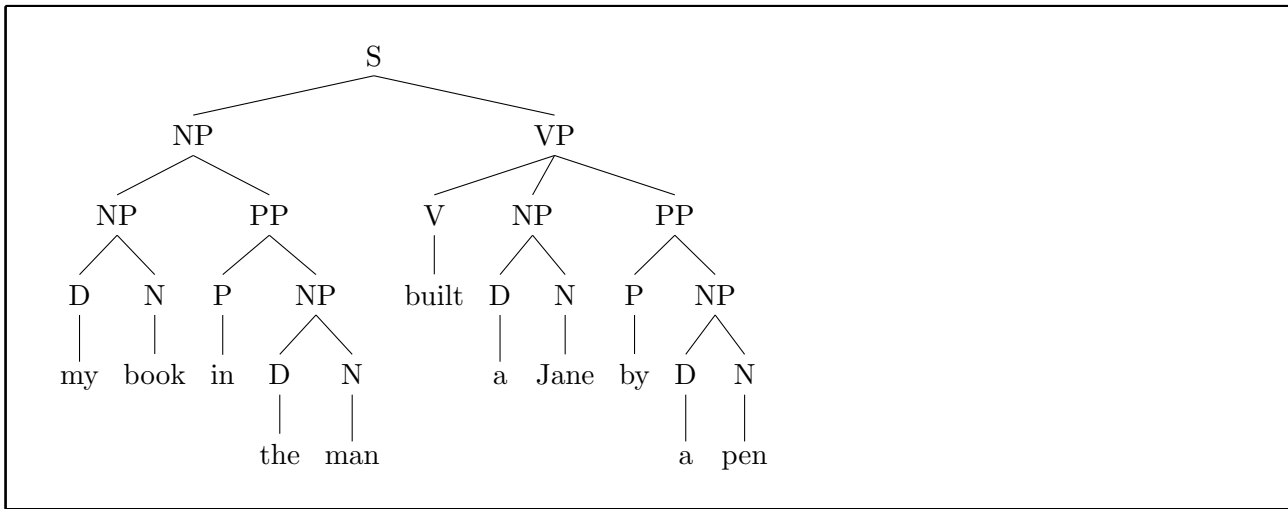 S
NP VP
NP PP V NP PP
D N P NP built D N P NP
my book in D N a Jane by D N
the man a pen